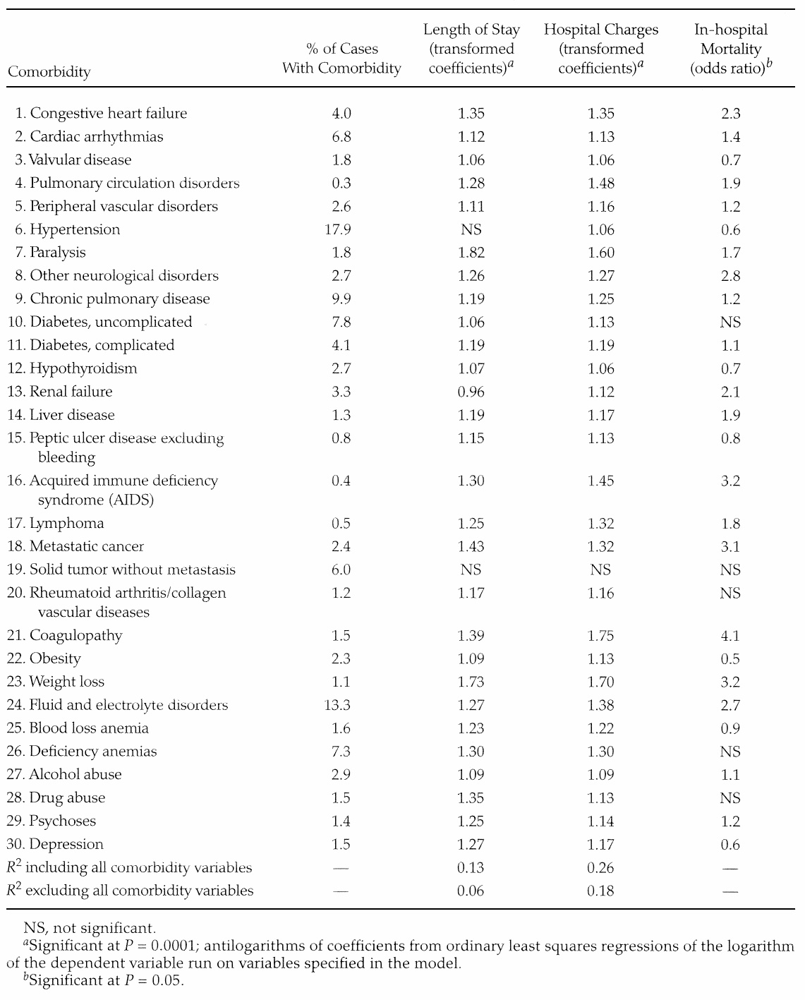 Comorbidity % of Cases With Comorbidity Length of Stay (transformed coefficients)a Hospital Charges (transformed coefficients)a In-hospital Mortality (odds ratio)b
1. Congestive heart failure 4.0 1.35 1.35 2.3
2. Cardiac arrhythmias 6.8 1.12 1.13 1.4
3. Valvular disease 1.8 1.06 1.06 0.7
4. Pulmonary circulation disorders 0.3 1.28 1.48 1.9
5. Peripheral vascular disorders 2.6 1.11 1.16 1.2
6. Hypertension 17.9 NS 1.06 0.6
7. Paralysis 1.8 1.82 1.60 1.7
8. Other neurological disorders 2.7 1.26 1.27 2.8
9. Chronic pulmonary disease 9.9 1.19 1.25 1.2
10. Diabetes, uncomplicated 7.8 1.06 1.13 NS
11. Diabetes, complicated 4.1 1.19 1.19 1.1
12. Hypothyroidism 2.7 1.07 1.06 0.7
13. Renal failure 3.3 0.96 1.12 2.1
14. Liver disease 1.3 1.19 1.17 1.9
15. Peptic ulcer disease excluding 0.8 1.15 1.13 0.8
bleeding
16. Acquired immune deficiency 0.4 1.30 1.45 3.2
syndrome (AIDS)
17. Lymphoma 0.5 1.25 1.32 1.8
18. Metastatic cancer 2.4 1.43 1.32 3.1
19. Solid tumor without metastasis 6.0 NS NS NS
20. Rheumatoid arthritis/collagen 1.2 1.17 1.16 NS
vascular diseases
21. Coagulopathy 1.5 1.39 1.75 4.1
22. Obesity 2.3 1.09 1.13 0.5
23. Weight loss 1.1 1.73 1.70 3.2
24. Fluid and electrolyte disorders 13.3 1.27 1.38 2.7
25. Blood loss anemia 1.6 1.23 1.22 0.9
26. Deficiency anemias 7.3 1.30 1.30 NS
27. Alcohol abuse 2.9 1.09 1.09 1.1
28. Drug abuse 1.5 1.35 1.13 NS
29. Psychoses 1.4 1.25 1.14 1.2
30. Depression 1.5 1.27 1.17 0.6
R² including all comorbidity variables — 0.13 0.26 —
R² excluding all comorbidity variables — 0.06 0.18 —
NS, not significant.
aSignificant at P = 0.0001; antilogarithms of coefficients from ordinary least squares regressions of the logarithm
of the dependent variable run on variables specified in the model.
bSignificant at P = 0.05.